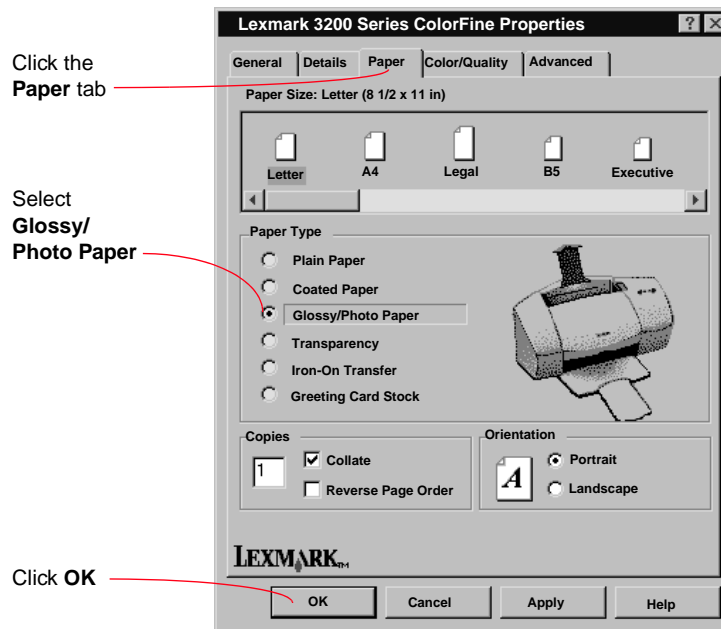 Lexmark 3200 Series ColorFine Properties
General Details Paper Color/Quality Advanced
Click the
Paper tab
Paper Size: Letter (8 1/2 x 11 in)
Letter A4 Legal B5 Executive
Select
Glossy/
Photo Paper
Paper Type
Plain Paper
Coated Paper
Glossy/Photo Paper
Transparency
Iron-On Transfer
Greeting Card Stock
Copies
1
Collate
Reverse Page Order
Orientation
A
Portrait
Landscape
LEXMARK™
Click OK
OK Cancel Apply Help